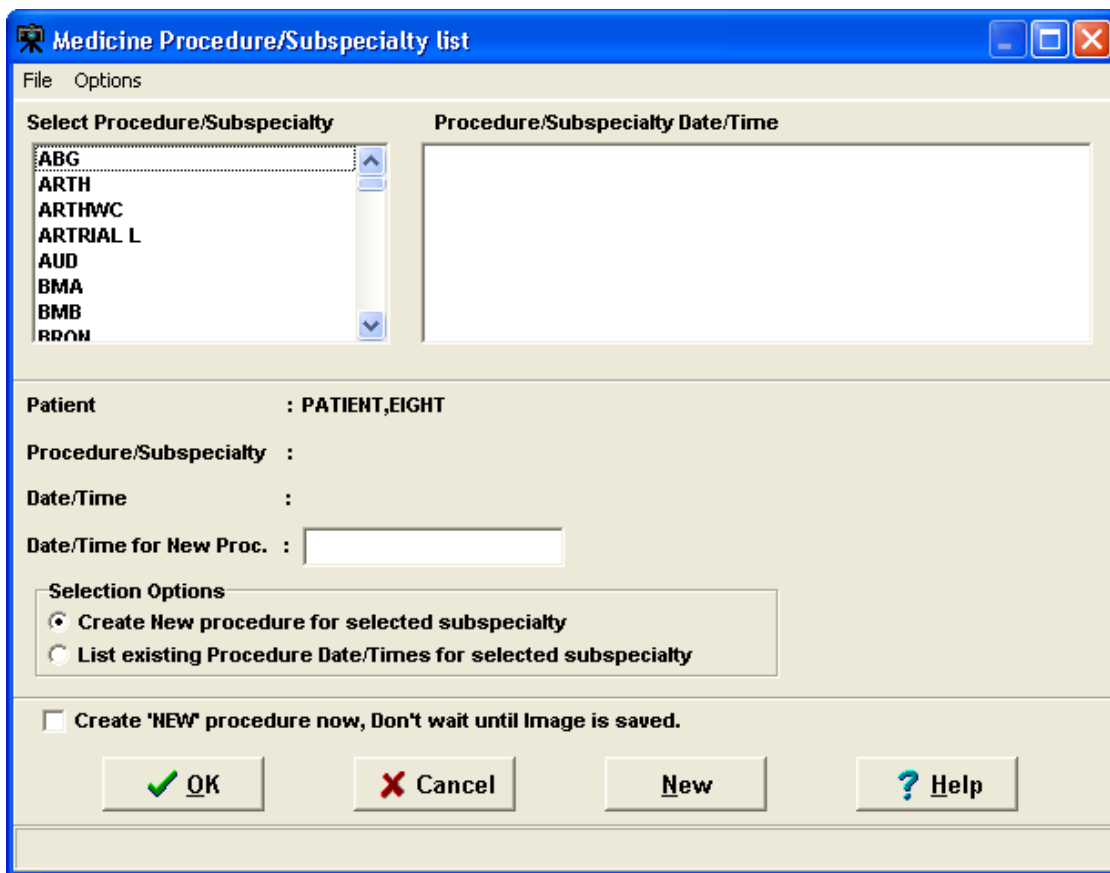 Medicine Procedure/Subspecialty list
File Options
Select Procedure/Subspecialty Procedure/Subspecialty Date/Time
ABG
ARTH
ARTHWC
ARTRIAL L
AUD
BMA
BMB
BRON
Patient : PATIENT,EIGHT
Procedure/Subspecialty :
Date/Time :
Date/Time for New Proc. :
Selection Options
Create New procedure for selected subspecialty
List existing Procedure Date/Times for selected subspecialty
Create 'NEW' procedure now, Don't wait until Image is saved.
OK Cancel New ? Help